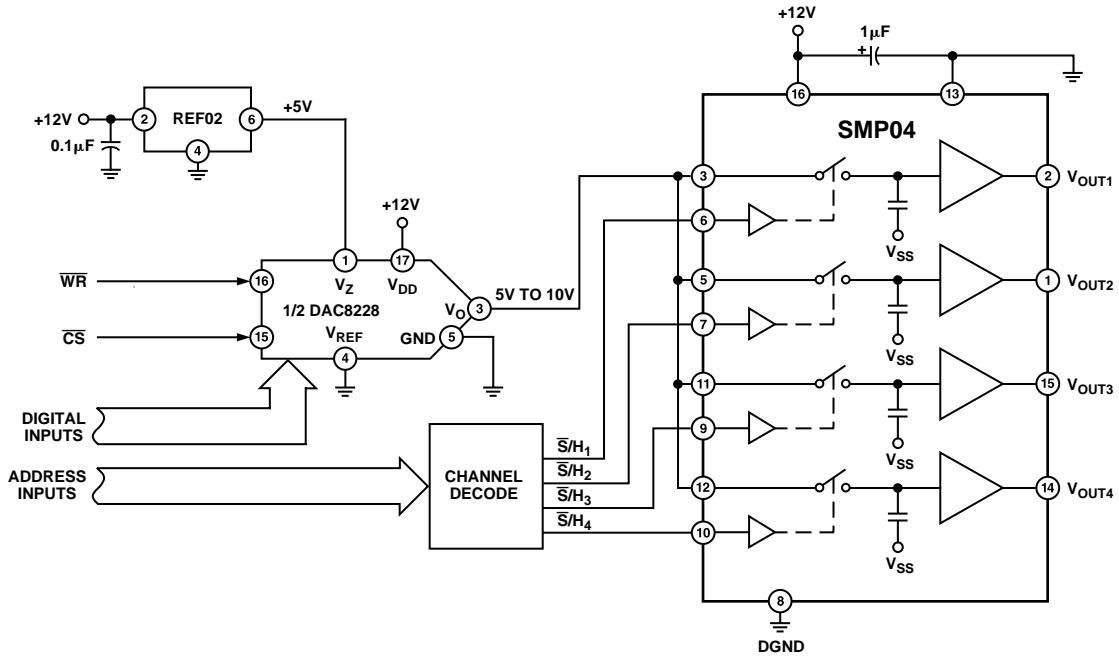 +12V
1µF
+
16
13
SMP04
+12V
2
REF02
6
+5V
4
0.1µF
3
2
VOUT1
6
VSS
+12V
5
1
VOUT2
7
VSS
WR
16
1
VZ
17
VDD
1/2 DAC8228
VO
3
5V TO 10V
CS
15
VREF
4
GND
5
11
15
VOUT3
9
VSS
DIGITAL
INPUTS
ADDRESS
INPUTS
CHANNEL
DECODE
S̅/H1
S̅/H2
S̅/H3
S̅/H4
12
14
VOUT4
10
VSS
8
DGND